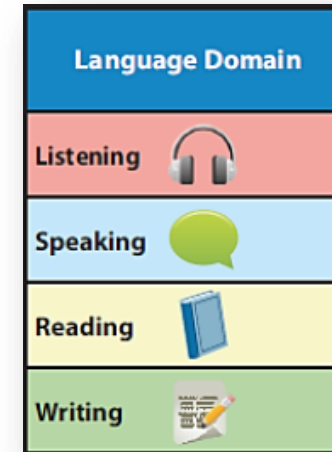 Language Domain
Listening
Speaking
Reading
Writing